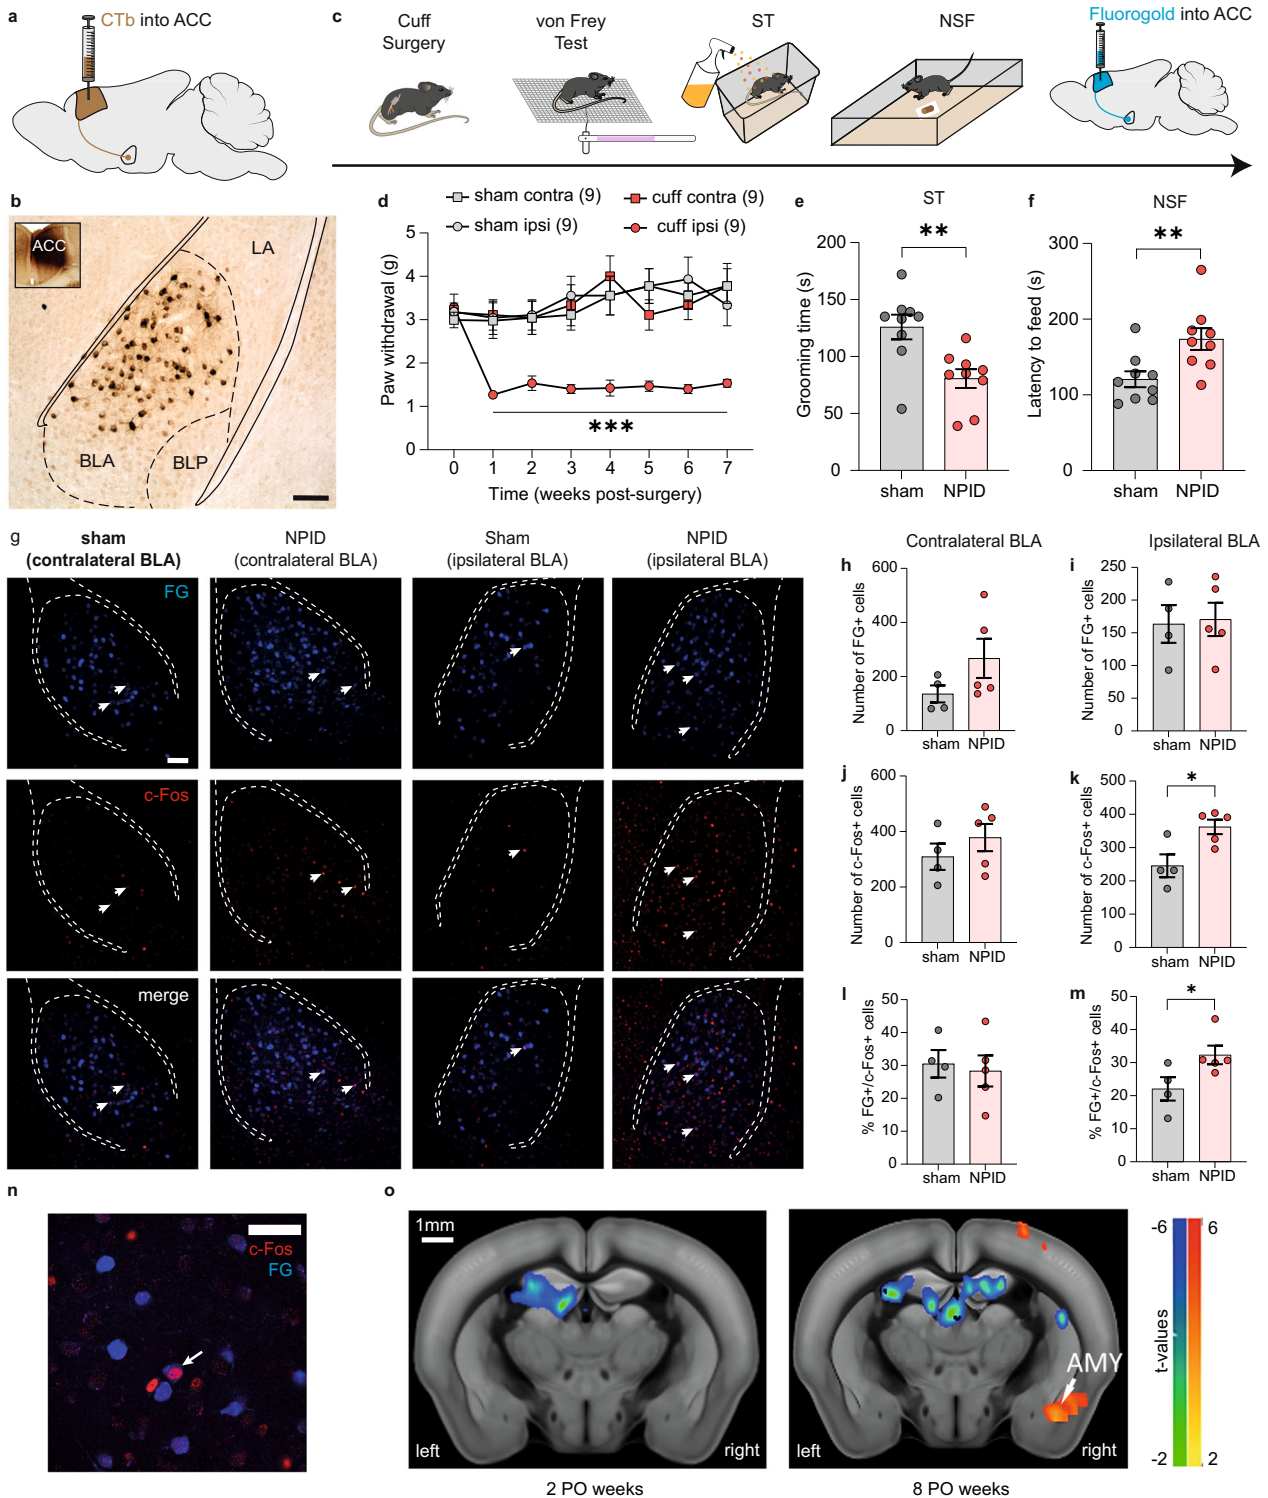 a
CTb into ACC
c
Cuff
Surgery
von Frey
Test
ST
NSF
Fluorogold into ACC
b
ACC
LA
BLA
BLP
d
sham contra (9)
cuff contra (9)
sham ipsi (9)
cuff ipsi (9)
Paw withdrawal (g)
5
4
3
2
1
0
***
0 1 2 3 4 5 6 7
Time (weeks post-surgery)
e
ST
**
Grooming time (s)
200
150
100
50
0
sham NPID
f
NSF
**
Latency to feed (s)
300
200
100
0
sham NPID
g
sham
(contralateral BLA)
NPID
(contralateral BLA)
Sham
(ipsilateral BLA)
NPID
(ipsilateral BLA)
FG
c-Fos
merge
Contralateral BLA
Ipsilateral BLA
h
Number of FG+ cells
600
400
200
0
sham NPID
i
Number of FG+ cells
250
200
150
100
50
0
sham NPID
j
Number of c-Fos+ cells
600
400
200
0
sham NPID
k
*
Number of c-Fos+ cells
500
400
300
200
100
0
sham NPID
l
% FG+/c-Fos+ cells
50
40
30
20
10
0
sham NPID
m
*
% FG+/c-Fos+ cells
50
40
30
20
10
0
sham NPID
n
c-Fos
FG
o
1mm
left
right
2 PO weeks
AMY
left
right
8 PO weeks
t-values
-6
6
-2
2